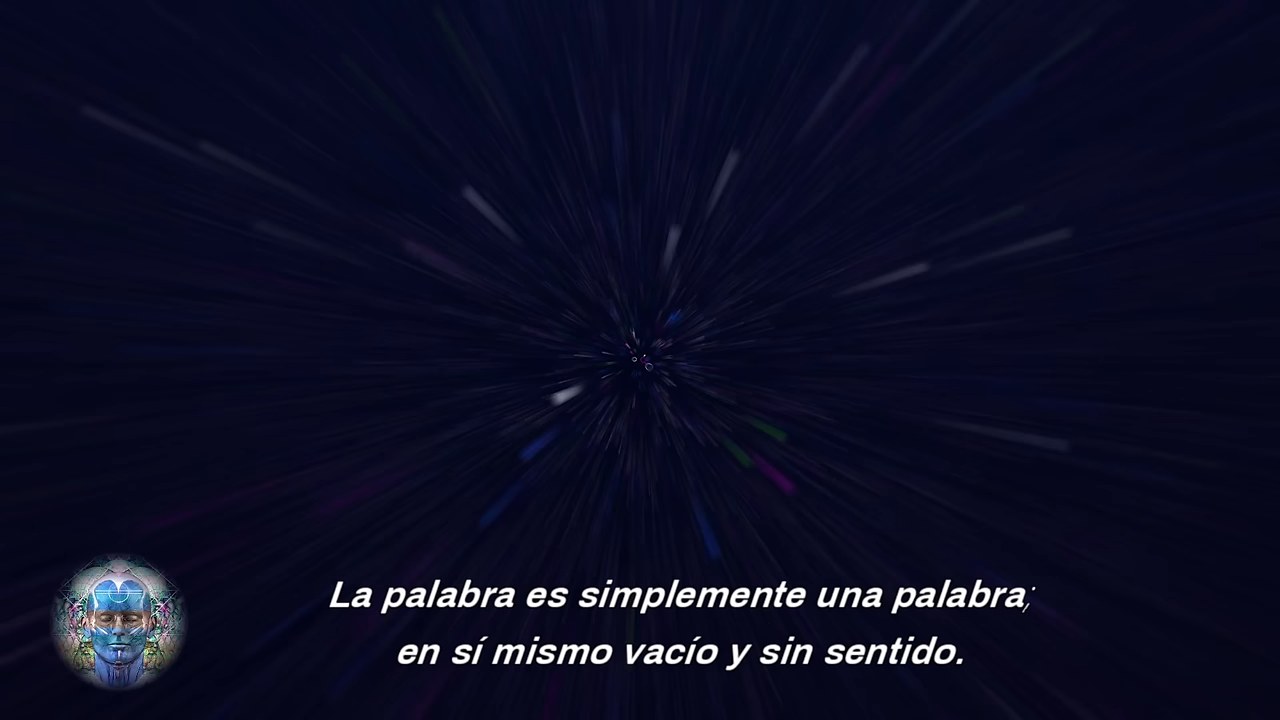 La palabra es simplemente una palabra;
en sí mismo vacío y sin sentido.